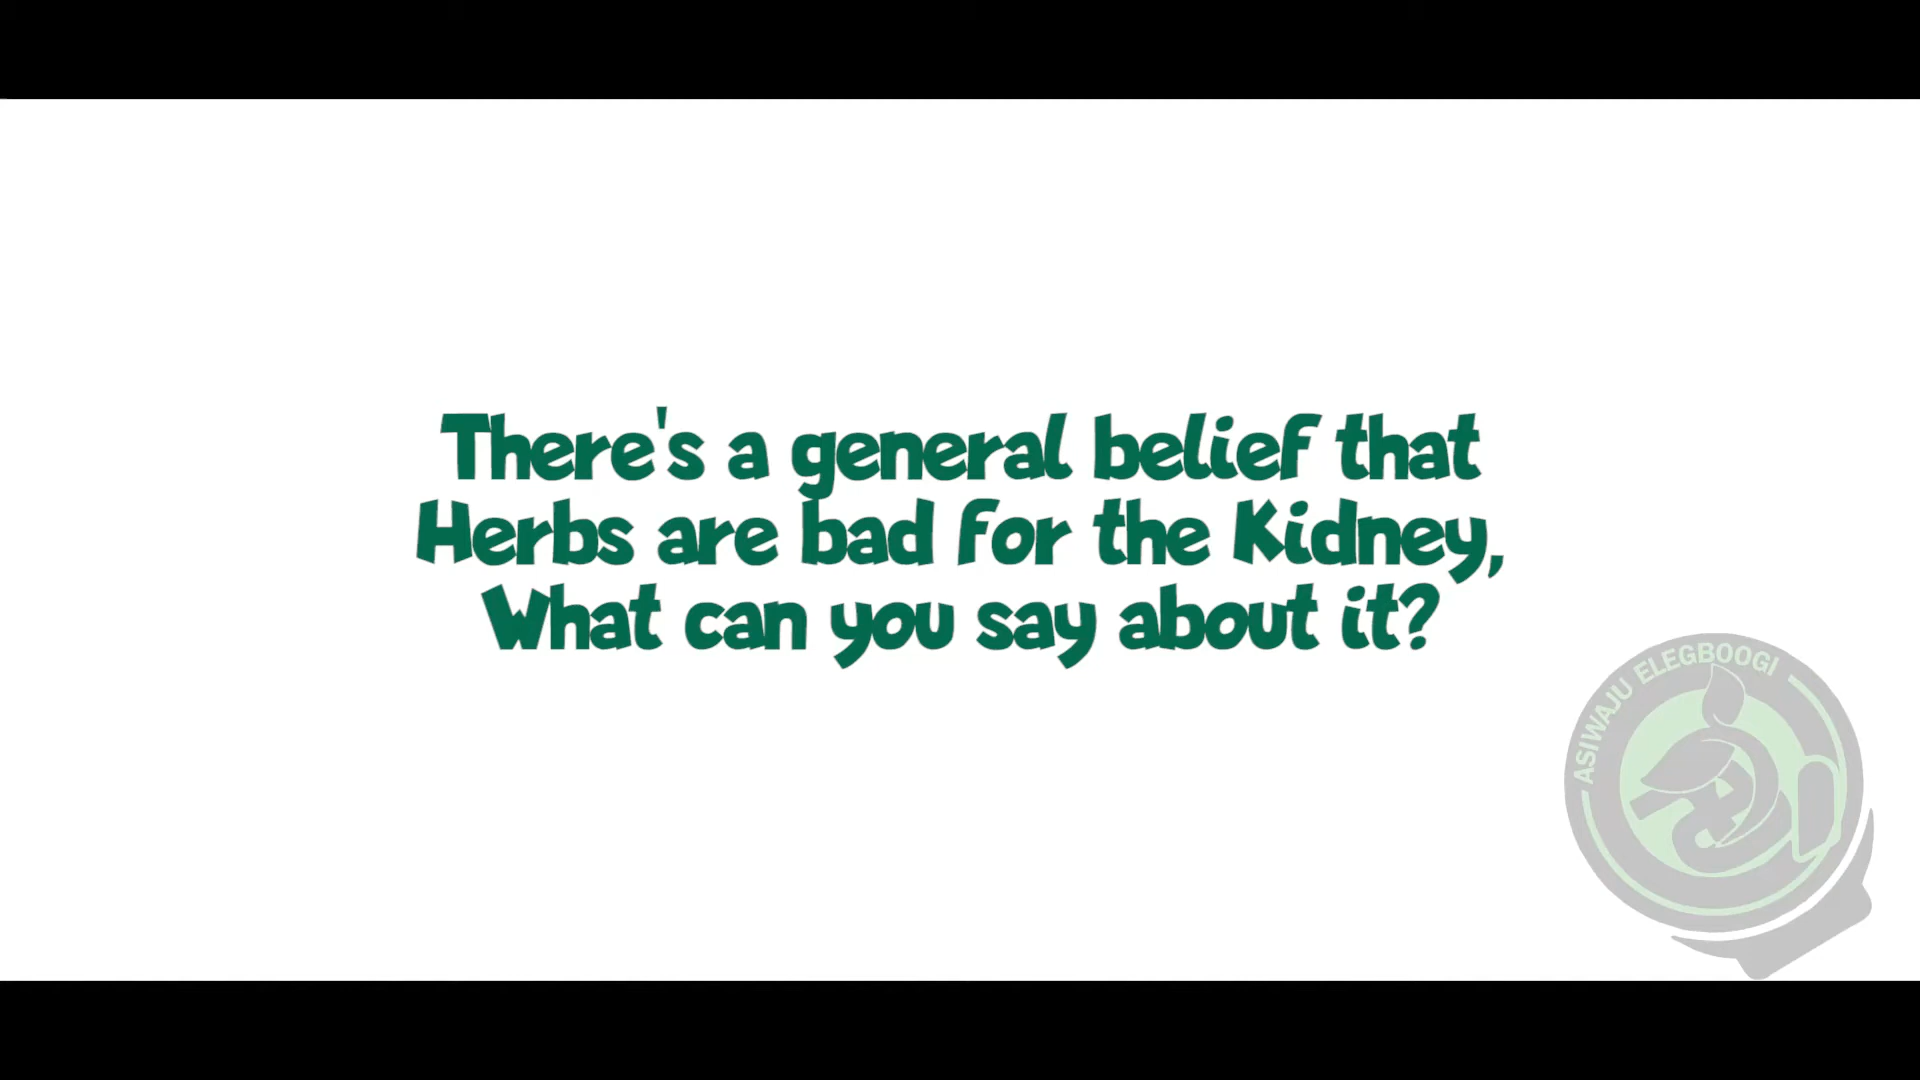 There's a general belief that
Herbs are bad for the Kidney,
What can you say about it?
ASIWAJU ELEGBOOGI